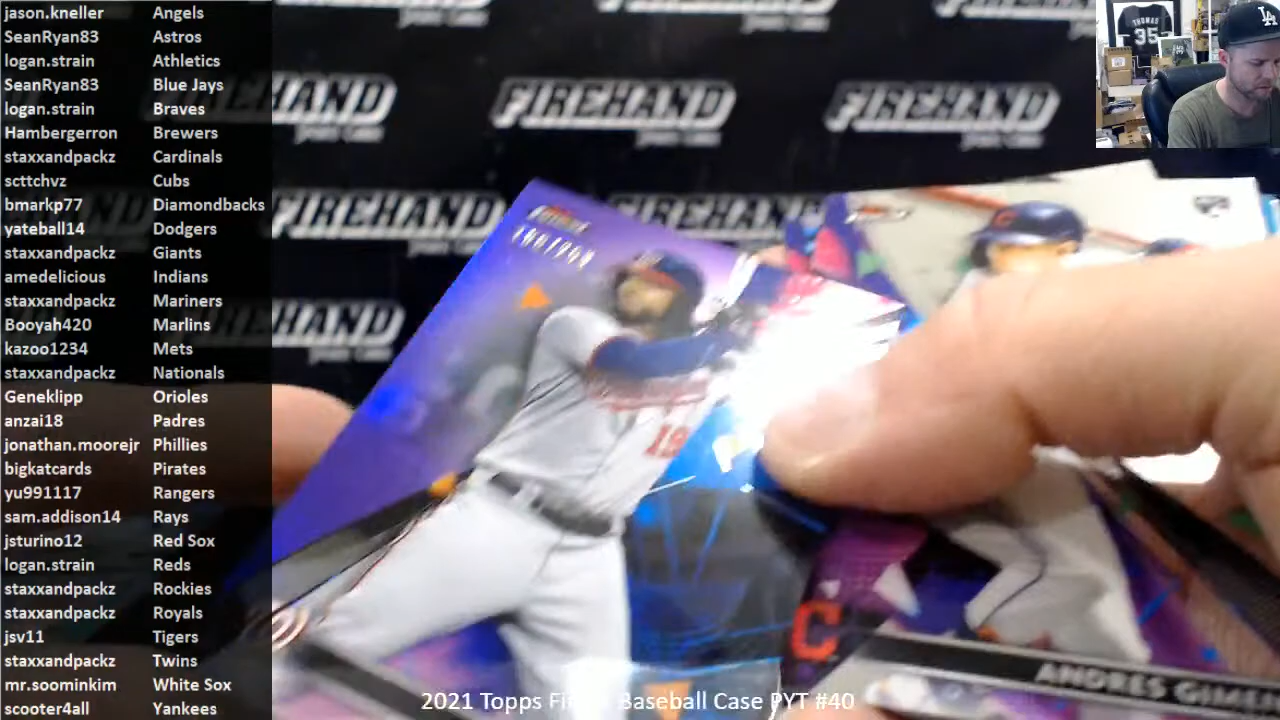 jason.kneller Angels
SeanRyan83 Astros
logan.strain Athletics
SeanRyan83 Blue Jays
logan.strain Braves
Hambergerron Brewers
staxxandpackz Cardinals
scttchvz Cubs
bmarkp77 Diamondbacks
yateball14 Dodgers
staxxandpackz Giants
amedelicious Indians
staxxandpackz Mariners
Booyah420 Marlins
kazoo1234 Mets
staxxandpackz Nationals
Geneklipp Orioles
anzai18 Padres
jonathan.moorejr Phillies
bigkatcards Pirates
yu991117 Rangers
sam.addison14 Rays
jsturino12 Red Sox
logan.strain Reds
staxxandpackz Rockies
staxxandpackz Royals
jsv11 Tigers
staxxandpackz Twins
mr.soominkim White Sox
scooter4all Yankees
FIREHAND FIREHAND
FIREHAND FIREHAND
FIREHAND
THOMAS
35
LA
19
C
C
ANDRES
2021 Topps Baseball Case PYT #40